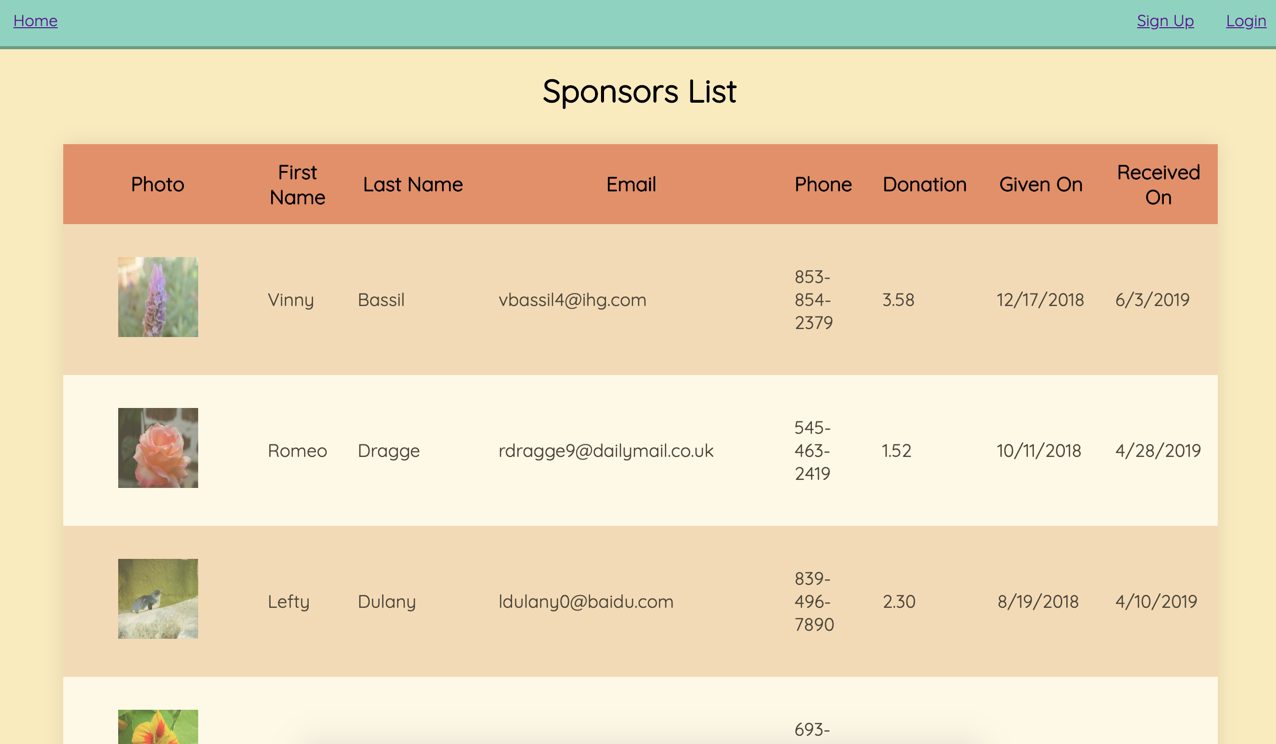 Home Sign Up Login
Sponsors List
Photo First Name Last Name Email Phone Donation Given On Received On
Vinny Bassil vbassil4@ihg.com 853-854-2379 3.58 12/17/2018 6/3/2019
Romeo Dragge rdragge9@dailymail.co.uk 545-463-2419 1.52 10/11/2018 4/28/2019
Lefty Dulany ldulany0@baidu.com 839-496-7890 2.30 8/19/2018 4/10/2019
693-